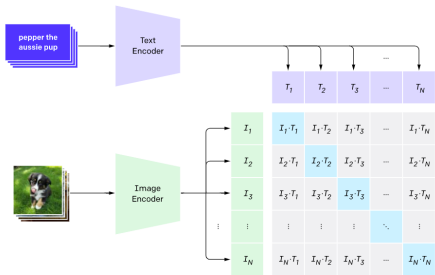 pepper the
aussie pup
Text
Encoder
...
T1 T2 T3 ... TN
I1 I1·T1 I1·T2 I1·T3 ... I1·TN
I2 I2·T1 I2·T2 I2·T3 ... I2·TN
Image
Encoder
I3 I3·T1 I3·T2 I3·T3 ... I3·TN
⋮ ⋮ ⋮ ⋮ ⋮ ⋱ ⋮
IN IN·T1 IN·T2 IN·T3 ... IN·TN